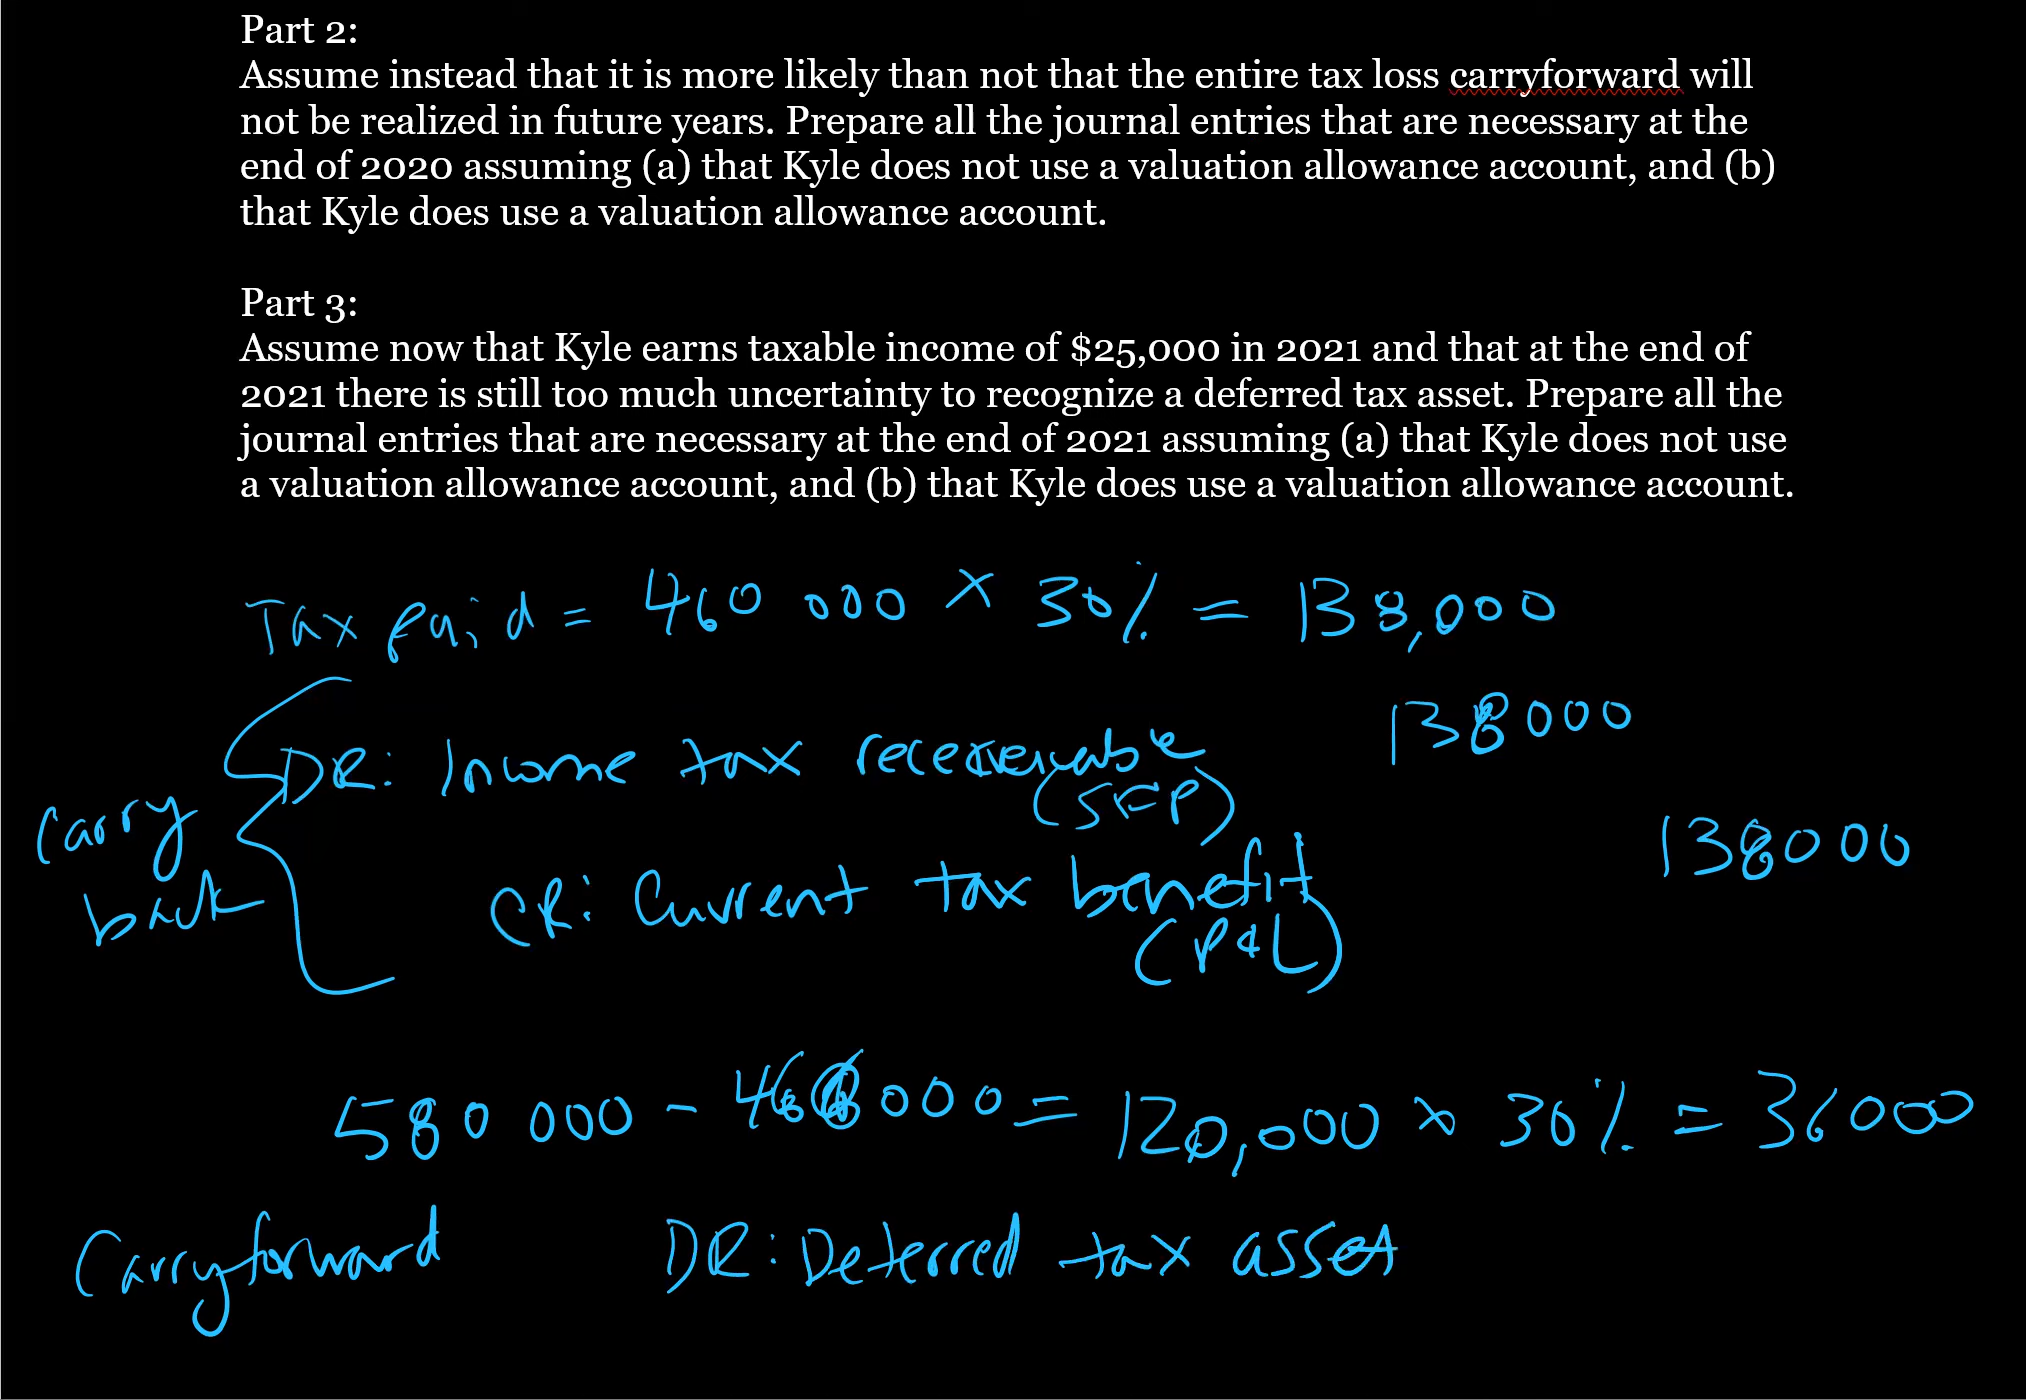 Part 2:
Assume instead that it is more likely than not that the entire tax loss carryforward will
not be realized in future years. Prepare all the journal entries that are necessary at the
end of 2020 assuming (a) that Kyle does not use a valuation allowance account, and (b)
that Kyle does use a valuation allowance account.
Part 3:
Assume now that Kyle earns taxable income of $25,000 in 2021 and that at the end of
2021 there is still too much uncertainty to recognize a deferred tax asset. Prepare all the
journal entries that are necessary at the end of 2021 assuming (a) that Kyle does not use
a valuation allowance account, and (b) that Kyle does use a valuation allowance account.
Tax paid = 460 000 × 30% = 138,000
DR: Income tax receivable 138000
(SFP)
Carry
back
CR: Current tax benefit 138000
(P&L)
580 000 - 460 000 = 120,000 × 30% = 36000
Carryforward DR: Deferred tax asset